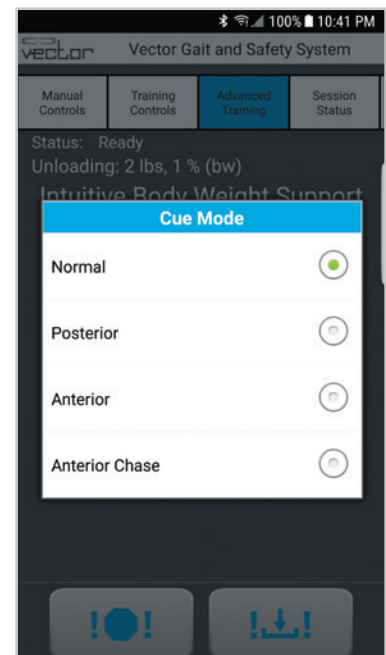 100% 10:41 PM
vector
Vector Gait and Safety System
Manual Controls
Training Controls
Advanced Training
Session Status
Status: Ready
Unloading: 2 lbs, 1 % (bw)
Intuitive Body Weight Support
Cue Mode
Normal
Posterior
Anterior
Anterior Chase
! !
! !